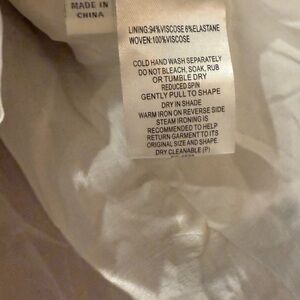 MADE IN
CHINA
LINING:94%VISCOSE 6%ELASTANE
WOVEN:100%VISCOSE
COLD HAND WASH SEPARATELY
DO NOT BLEACH, SOAK, RUB
OR TUMBLE DRY
REDUCED SPIN
GENTLY PULL TO SHAPE
DRY IN SHADE
WARM IRON ON REVERSE SIDE
STEAM IRONING IS
RECOMMENDED TO HELP
RETURN GARMENT TO ITS
ORIGINAL SIZE AND SHAPE.
DRY CLEANABLE (P)